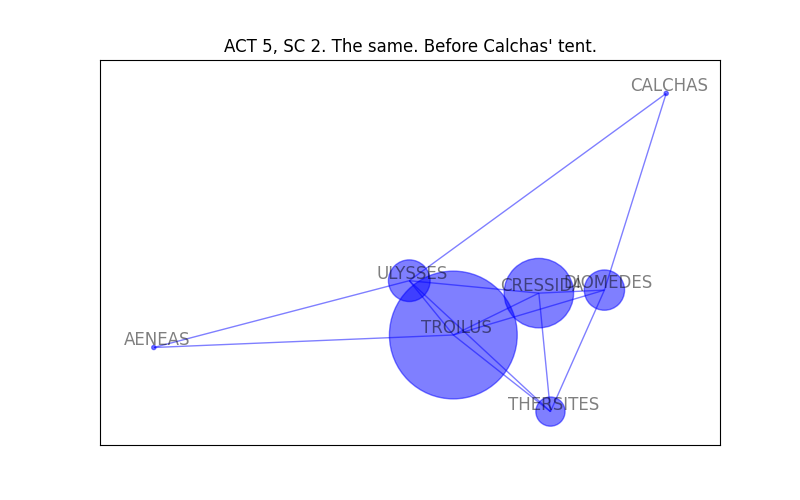 ACT 5, SC 2. The same. Before Calchas' tent.
CALCHAS
ULYSSES
CRESSIDA
DIOMEDES
TROILUS
AENEAS
THERSITES